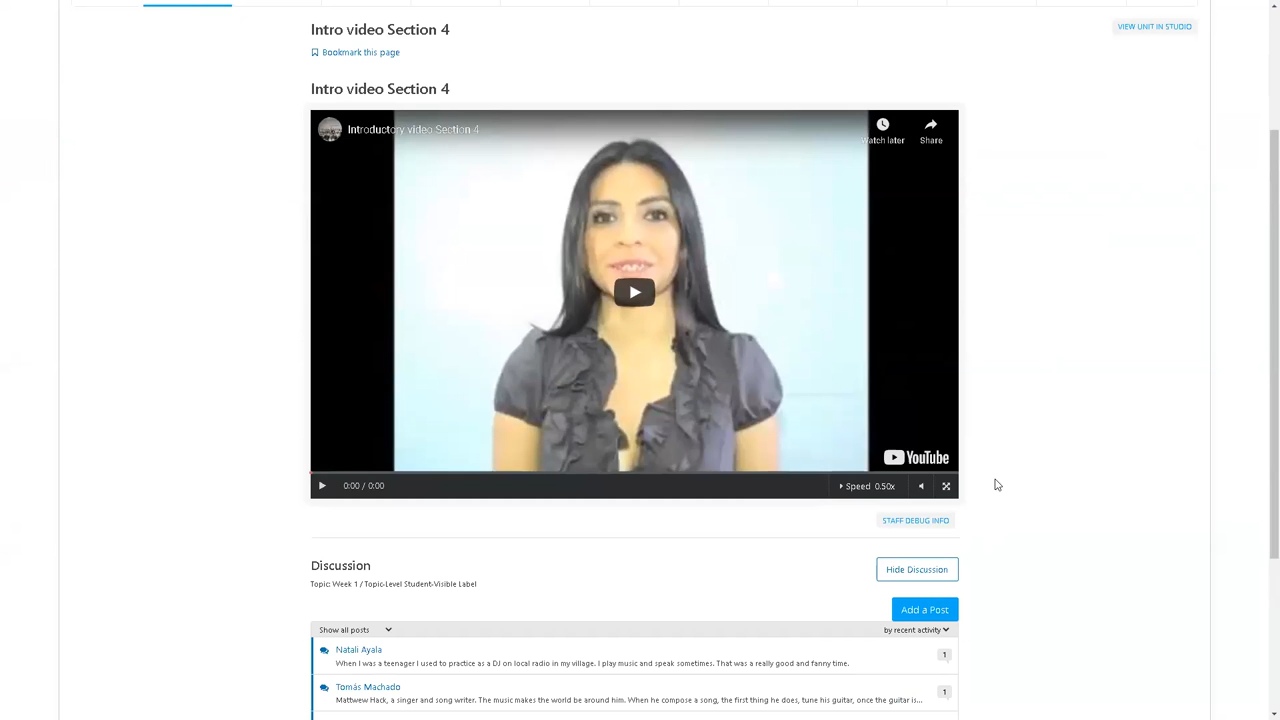 Intro video Section 4
VIEW UNIT IN STUDIO
Bookmark this page
Intro video Section 4
Introductory video Section 4
Watch later
Share
YouTube
0:00 / 0:00
Speed 0.50x
STAFF DEBUG INFO
Discussion
Hide Discussion
Topic: Week 1 / Topic-Level Student-Visible Label
Add a Post
Show all posts
by recent activity
Natali Ayala
When I was a teenager I used to practice as a DJ on local radio in my village. I play music and speak sometimes. That was a really good and fanny time.
1
Tomás Machado
Mattwew Hack, a singer and song writer. The music makes the world be around him. When he compose a song, the first thing he does, tune his guitar, once the guitar is...
1